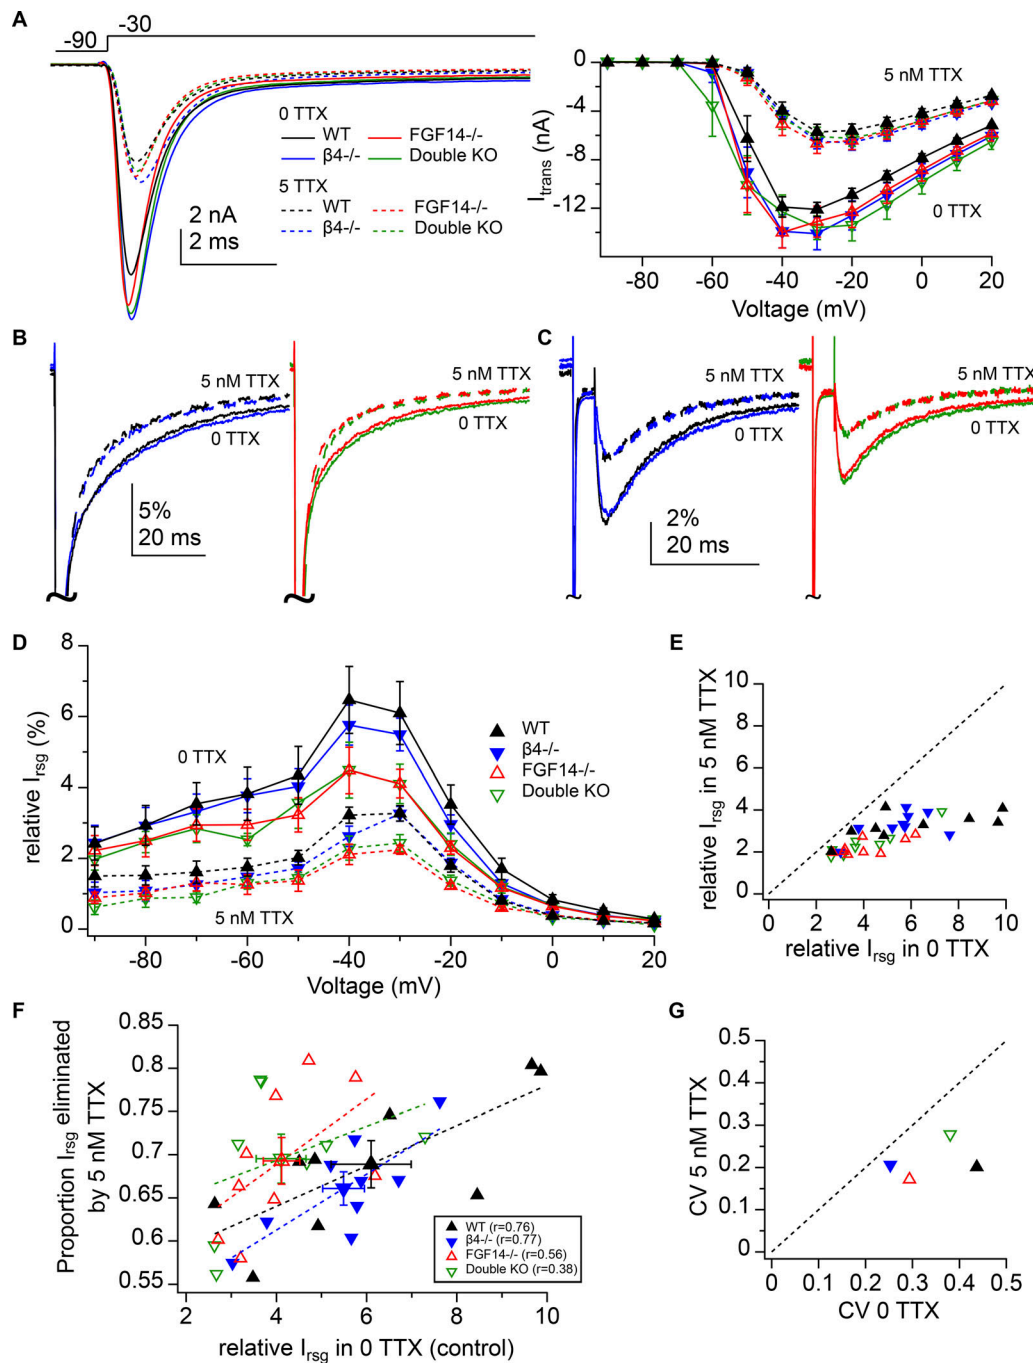 A
-90
-30
0 TTX
WT
FGF14-/-
β4-/-
Double KO
5 TTX
WT
FGF14-/-
β4-/-
Double KO
2 nA
2 ms
I_trans (nA)
0
-4
-8
-12
5 nM TTX
0 TTX
-80 -60 -40 -20 0 20
Voltage (mV)
B
5 nM TTX
0 TTX
5%
20 ms
5 nM TTX
0 TTX
C
5 nM TTX
0 TTX
2%
20 ms
5 nM TTX
0 TTX
D
relative I_rsg (%)
8
6
4
2
0
0 TTX
5 nM TTX
WT
β4-/-
FGF14-/-
Double KO
-80 -60 -40 -20 0 20
Voltage (mV)
E
relative I_rsg in 5 nM TTX
10
8
6
4
2
0
0 2 4 6 8 10
relative I_rsg in 0 TTX
F
Proportion I_rsg eliminated
by 5 nM TTX
0.85
0.8
0.75
0.7
0.65
0.6
0.55
WT (r=0.76)
β4-/- (r=0.77)
FGF14-/- (r=0.56)
Double KO (r=0.38)
2 4 6 8 10
relative I_rsg in 0 TTX (control)
G
CV 5 nM TTX
0.5
0.4
0.3
0.2
0.1
0
0 0.1 0.2 0.3 0.4 0.5
CV 0 TTX